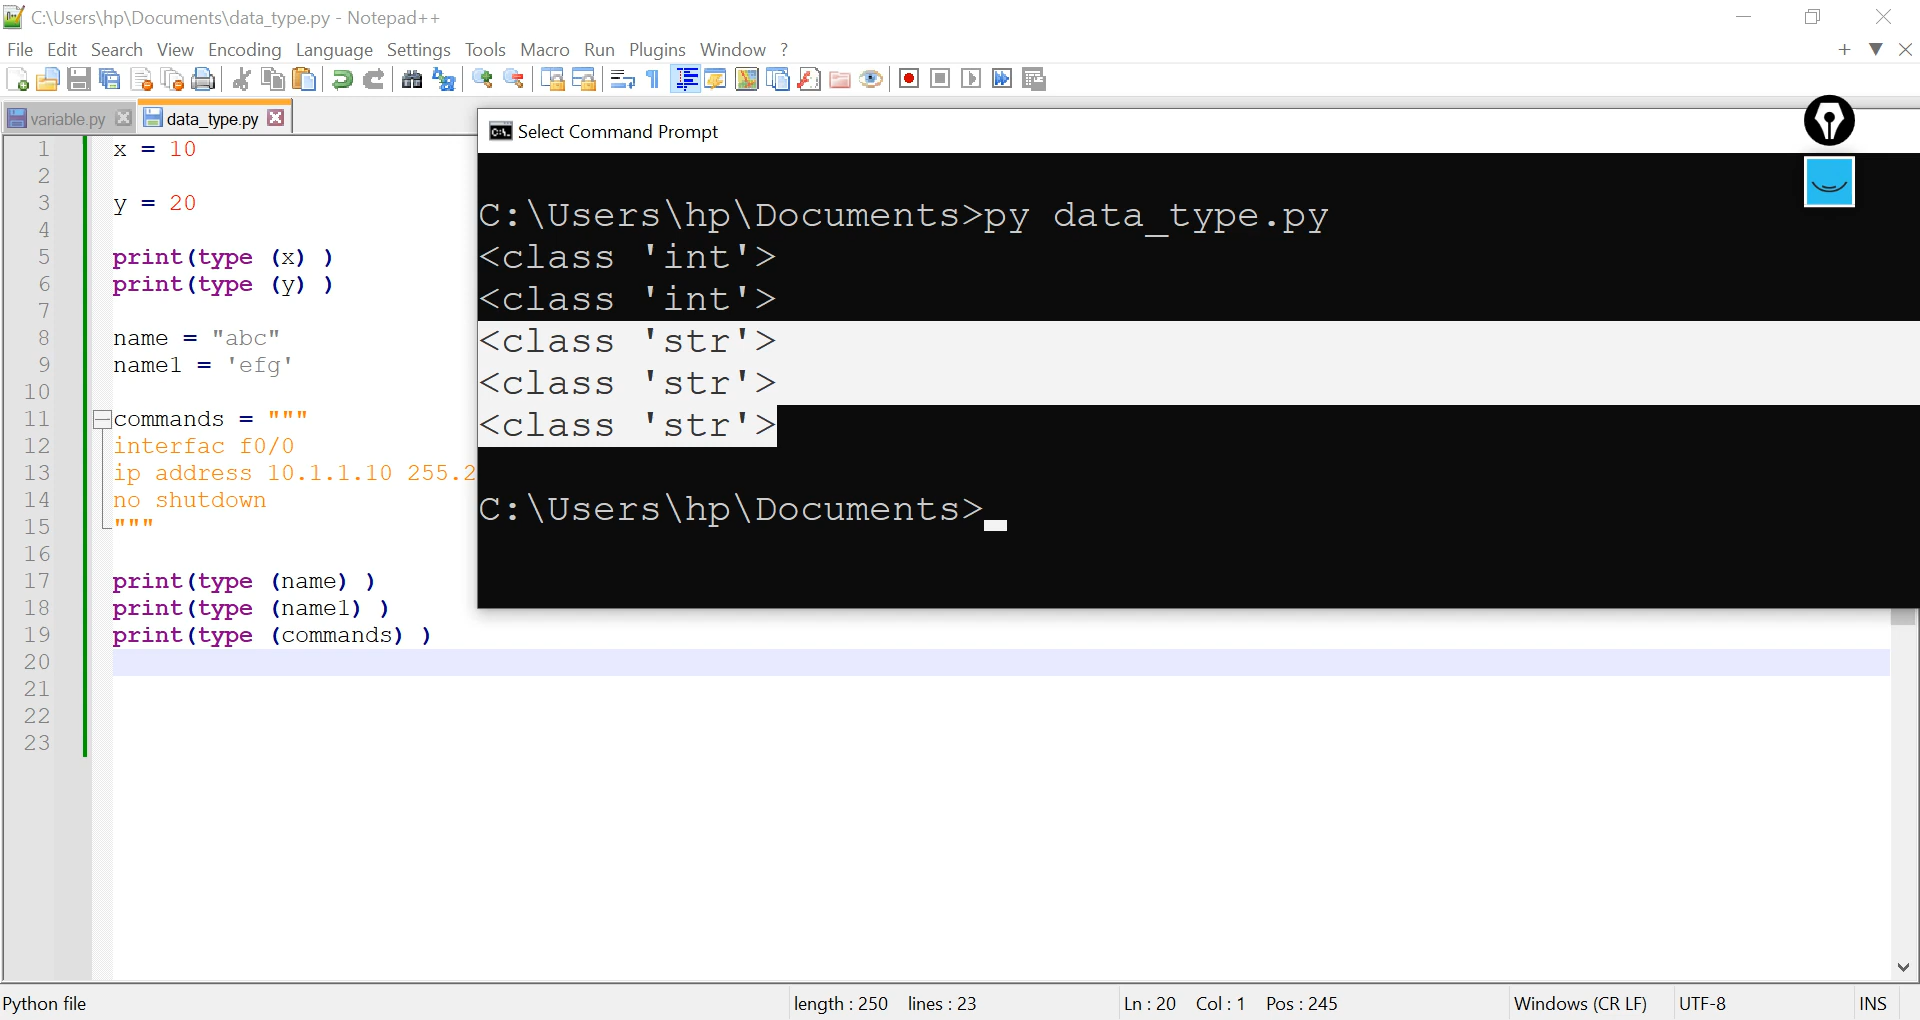 C:\Users\hp\Documents\data_type.py - Notepad++
File Edit Search View Encoding Language Settings Tools Macro Run Plugins Window ?
variable.py data_type.py
1 x = 10
2
3 y = 20
4
5 print(type (x) )
6 print(type (y) )
7
8 name = "abc"
9 name1 = 'efg'
10
11 commands = """
12 interfac f0/0
13 ip address 10.1.1.10 255.2
14 no shutdown
15 """
16
17 print(type (name) )
18 print(type (name1) )
19 print(type (commands) )
20
21
22
23
Select Command Prompt
C:\Users\hp\Documents>py data_type.py
<class 'int'>
<class 'int'>
<class 'str'>
<class 'str'>
<class 'str'>
C:\Users\hp\Documents>
Python file length : 250 lines : 23 Ln : 20 Col : 1 Pos : 245 Windows (CR LF) UTF-8 INS